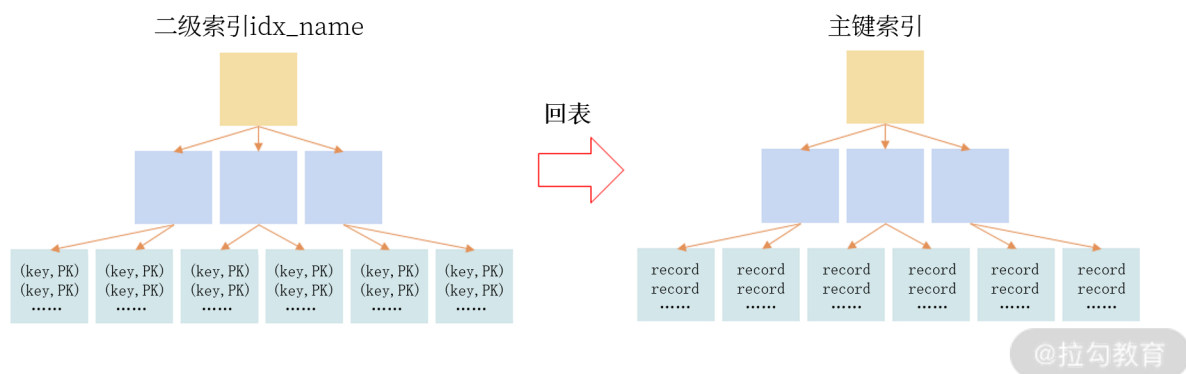 二级索引idx_name
主键索引
回表
(key,PK) (key,PK) (key,PK) (key,PK) (key,PK) (key,PK)
(key,PK) (key,PK) (key,PK) (key,PK) (key,PK) (key,PK)
…… …… …… …… …… ……
record record record record record record
record record record record record record
…… …… …… …… …… ……
@拉勾教育